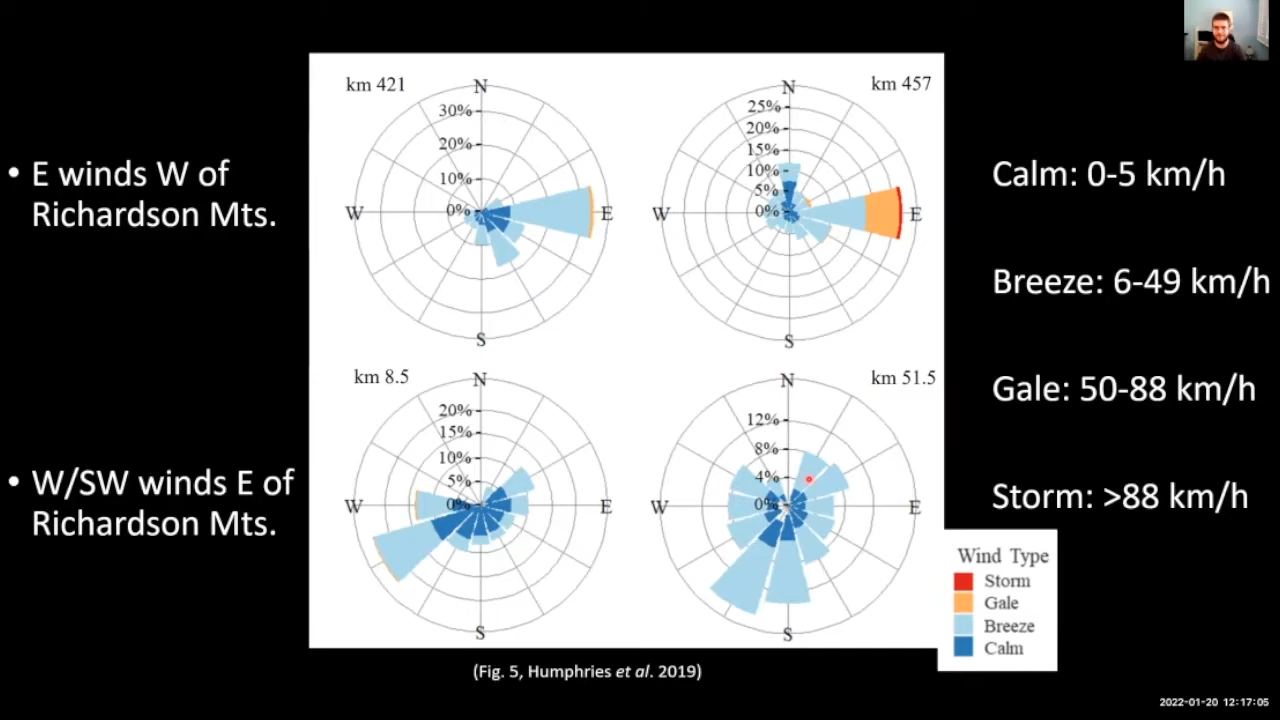 • E winds W of
Richardson Mts.
• W/SW winds E of
Richardson Mts.
km 421
N
30%
20%
10%
0%
W
E
S
km 457
N
25%
20%
15%
10%
5%
0%
W
E
S
km 8.5
N
20%
15%
10%
5%
0%
W
E
S
km 51.5
N
12%
8%
4%
0%
W
E
S
Calm: 0-5 km/h
Breeze: 6-49 km/h
Gale: 50-88 km/h
Storm: >88 km/h
Wind Type
Storm
Gale
Breeze
Calm
(Fig. 5, Humphries et al. 2019)
2022-01-20 12:17:05